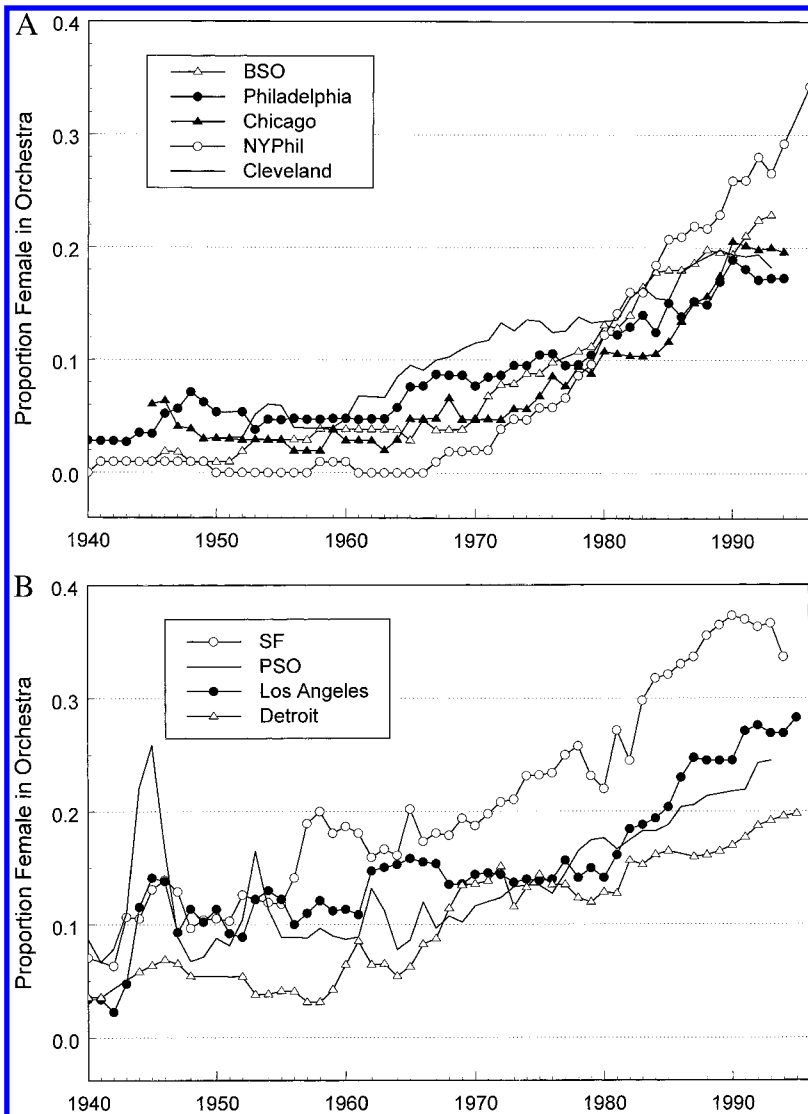 A
0.4
0.3
0.2
0.1
0.0
Proportion Female in Orchestra
BSO
Philadelphia
Chicago
NYPhil
Cleveland
1940 1950 1960 1970 1980 1990
B
0.4
0.3
0.2
0.1
0.0
Proportion Female in Orchestra
SF
PSO
Los Angeles
Detroit
1940 1950 1960 1970 1980 1990